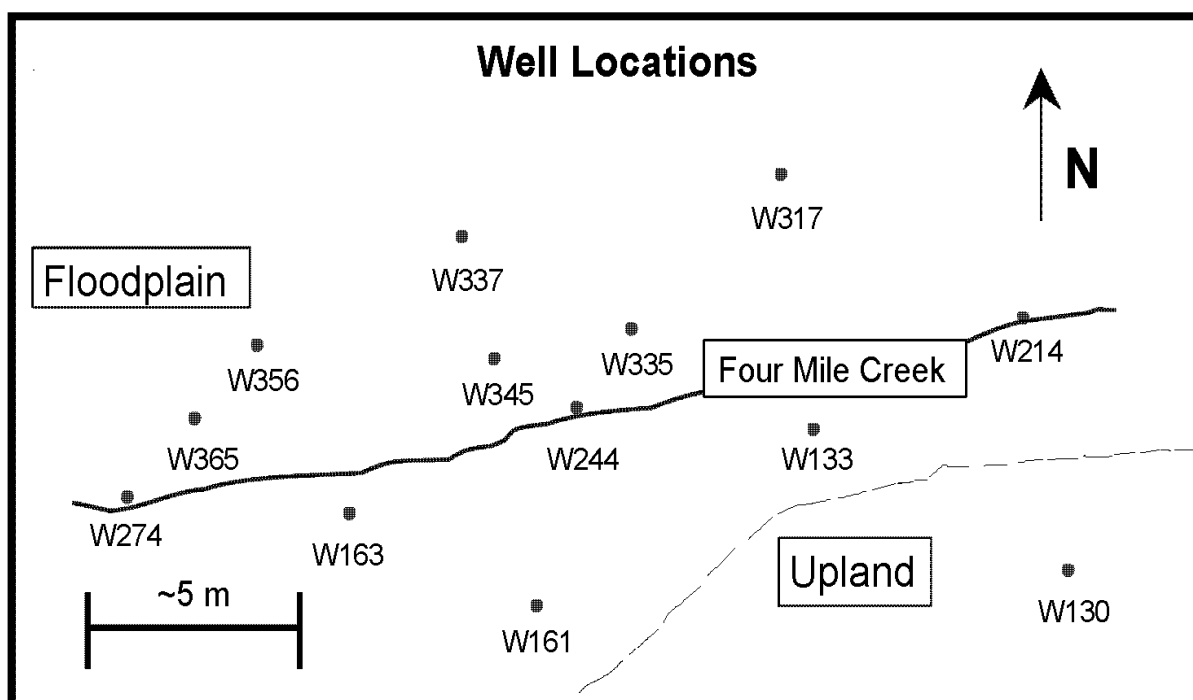 Well Locations
N
W317
W337
Floodplain
W335
W214
W356
W345
Four Mile Creek
W365
W244
W133
W274
W163
Upland
~5 m
W161
W130